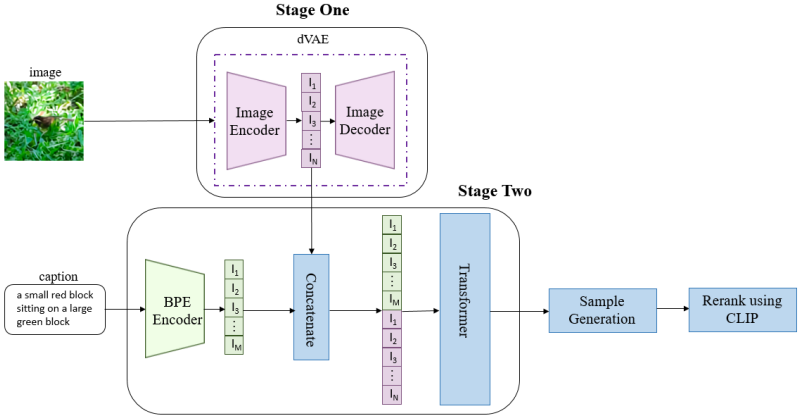 Stage One
dVAE
image
Image
Encoder
I1
I2
I3
⋮
IN
Image
Decoder
Stage Two
caption
a small red block
sitting on a large
green block
BPE
Encoder
I1
I2
I3
⋮
IM
Concatenate
I1
I2
I3
⋮
IM
I1
I2
I3
⋮
IN
Transformer
Sample
Generation
Rerank using
CLIP